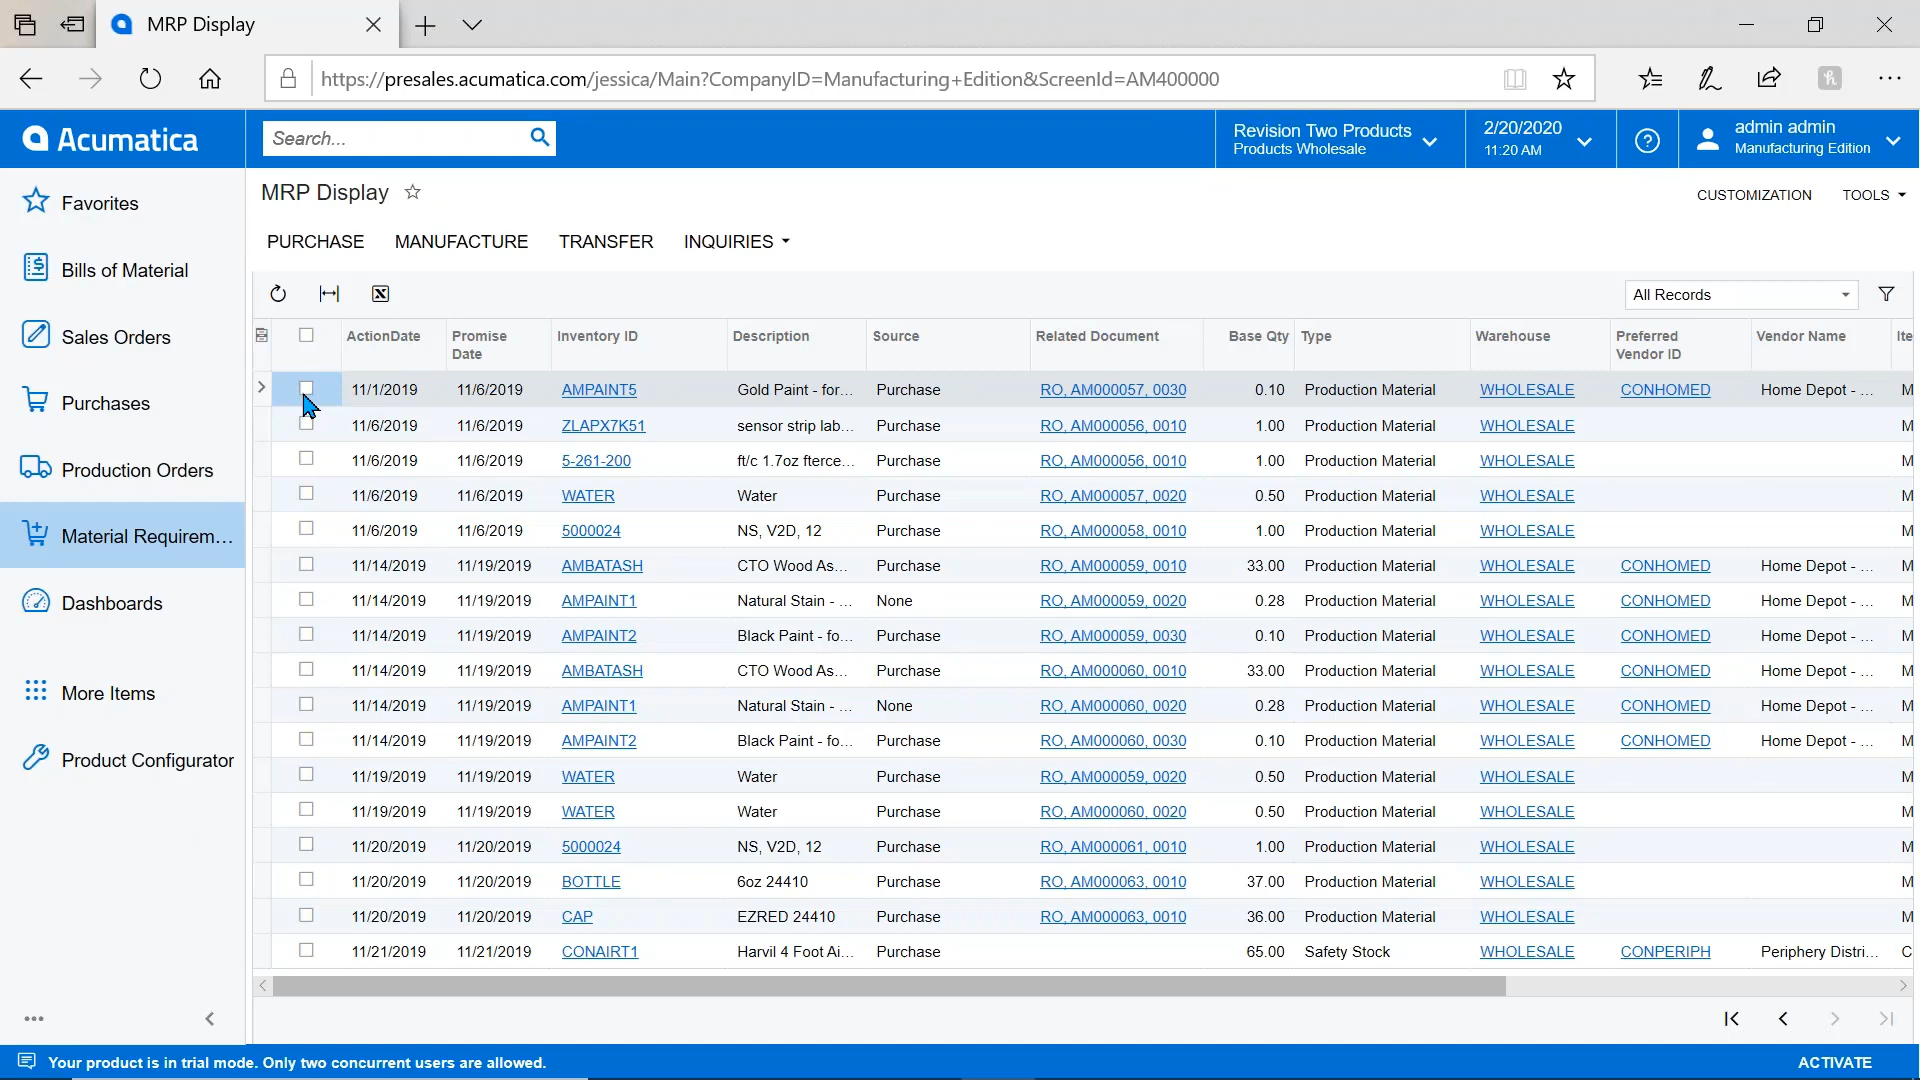 MRP Display
https://presales.acumatica.com/jessica/Main?CompanyID=Manufacturing+Edition&ScreenId=AM400000
Acumatica
Search...
Revision Two Products
Products Wholesale
2/20/2020
11:20 AM
admin admin
Manufacturing Edition
Favorites
Bills of Material
Sales Orders
Purchases
Production Orders
Material Requirem...
Dashboards
More Items
Product Configurator
MRP Display
CUSTOMIZATION TOOLS
PURCHASE MANUFACTURE TRANSFER INQUIRIES
All Records
ActionDate Promise Date Inventory ID Description Source Related Document Base Qty Type Warehouse Preferred Vendor ID Vendor Name Ite
11/1/2019 11/6/2019 AMPAINT5 Gold Paint - for... Purchase RO, AM000057, 0030 0.10 Production Material WHOLESALE CONHOMED Home Depot - ... M
11/6/2019 11/6/2019 ZLAPX7K51 sensor strip lab... Purchase RO, AM000056, 0010 1.00 Production Material WHOLESALE M
11/6/2019 11/6/2019 5-261-200 ft/c 1.7oz fterce... Purchase RO, AM000056, 0010 1.00 Production Material WHOLESALE M
11/6/2019 11/6/2019 WATER Water Purchase RO, AM000057, 0020 0.50 Production Material WHOLESALE M
11/6/2019 11/6/2019 5000024 NS, V2D, 12 Purchase RO, AM000058, 0010 1.00 Production Material WHOLESALE M
11/14/2019 11/19/2019 AMBATASH CTO Wood As... Purchase RO, AM000059, 0010 33.00 Production Material WHOLESALE CONHOMED Home Depot - ... M
11/14/2019 11/19/2019 AMPAINT1 Natural Stain - ... None RO, AM000059, 0020 0.28 Production Material WHOLESALE CONHOMED Home Depot - ... M
11/14/2019 11/19/2019 AMPAINT2 Black Paint - fo... Purchase RO, AM000059, 0030 0.10 Production Material WHOLESALE CONHOMED Home Depot - ... M
11/14/2019 11/19/2019 AMBATASH CTO Wood As... Purchase RO, AM000060, 0010 33.00 Production Material WHOLESALE CONHOMED Home Depot - ... M
11/14/2019 11/19/2019 AMPAINT1 Natural Stain - ... None RO, AM000060, 0020 0.28 Production Material WHOLESALE CONHOMED Home Depot - ... M
11/14/2019 11/19/2019 AMPAINT2 Black Paint - fo... Purchase RO, AM000060, 0030 0.10 Production Material WHOLESALE CONHOMED Home Depot - ... M
11/19/2019 11/19/2019 WATER Water Purchase RO, AM000059, 0020 0.50 Production Material WHOLESALE M
11/19/2019 11/19/2019 WATER Water Purchase RO, AM000060, 0020 0.50 Production Material WHOLESALE M
11/20/2019 11/20/2019 5000024 NS, V2D, 12 Purchase RO, AM000061, 0010 1.00 Production Material WHOLESALE M
11/20/2019 11/20/2019 BOTTLE 6oz 24410 Purchase RO, AM000063, 0010 37.00 Production Material WHOLESALE M
11/20/2019 11/20/2019 CAP EZRED 24410 Purchase RO, AM000063, 0010 36.00 Production Material WHOLESALE M
11/21/2019 11/21/2019 CONAIRT1 Harvil 4 Foot Ai... Purchase 65.00 Safety Stock WHOLESALE CONPERIPH Periphery Distri... C
Your product is in trial mode. Only two concurrent users are allowed.
ACTIVATE